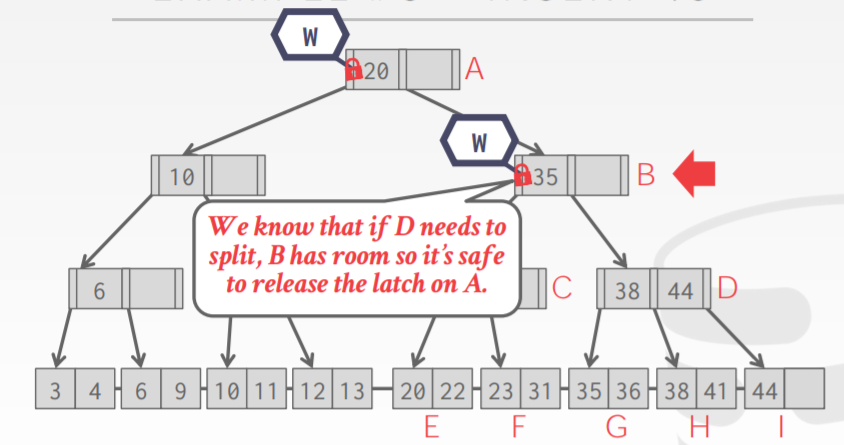 W
20 A
W
10
35 B
We know that if D needs to
split, B has room so it's safe
to release the latch on A.
6
C
38 44 D
3 4 6 9 10 11 12 13 20 22 23 31 35 36 38 41 44
E F G H I